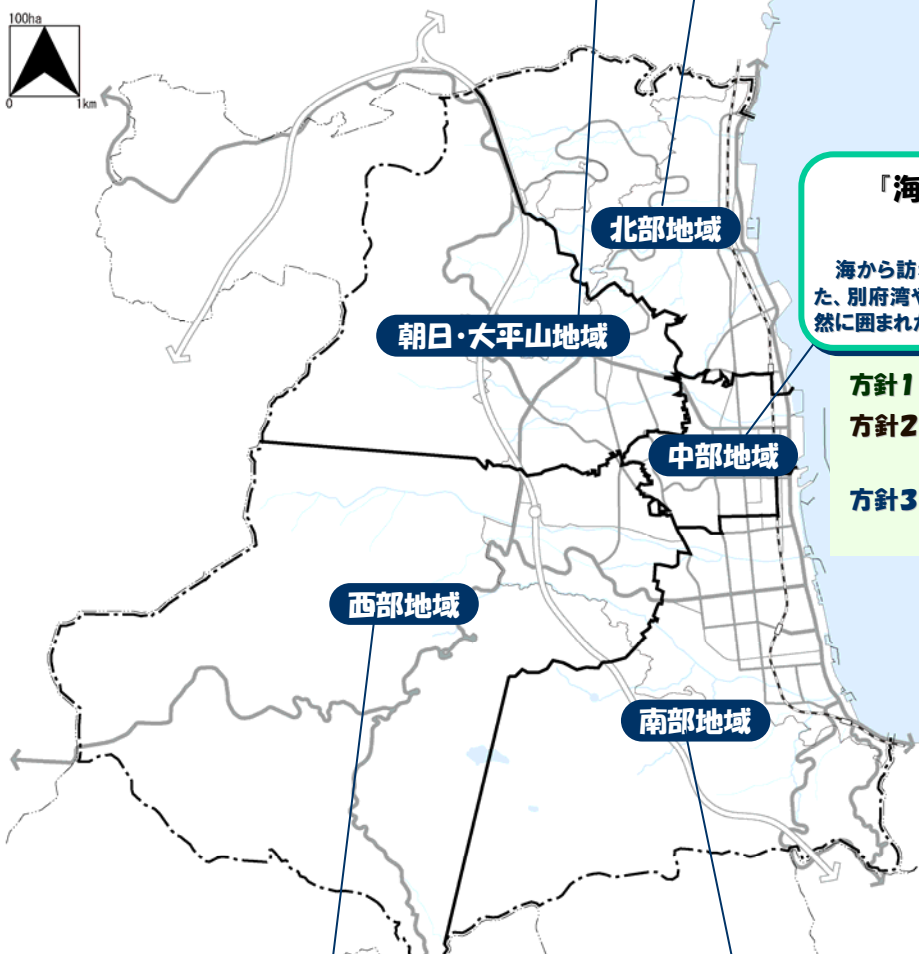 100ha
0 1km
北部地域
『海
海から訪
た、別府湾や
然に囲まれ
朝日・大平山地域
方針1
方針2
中部地域
方針3
西部地域
南部地域